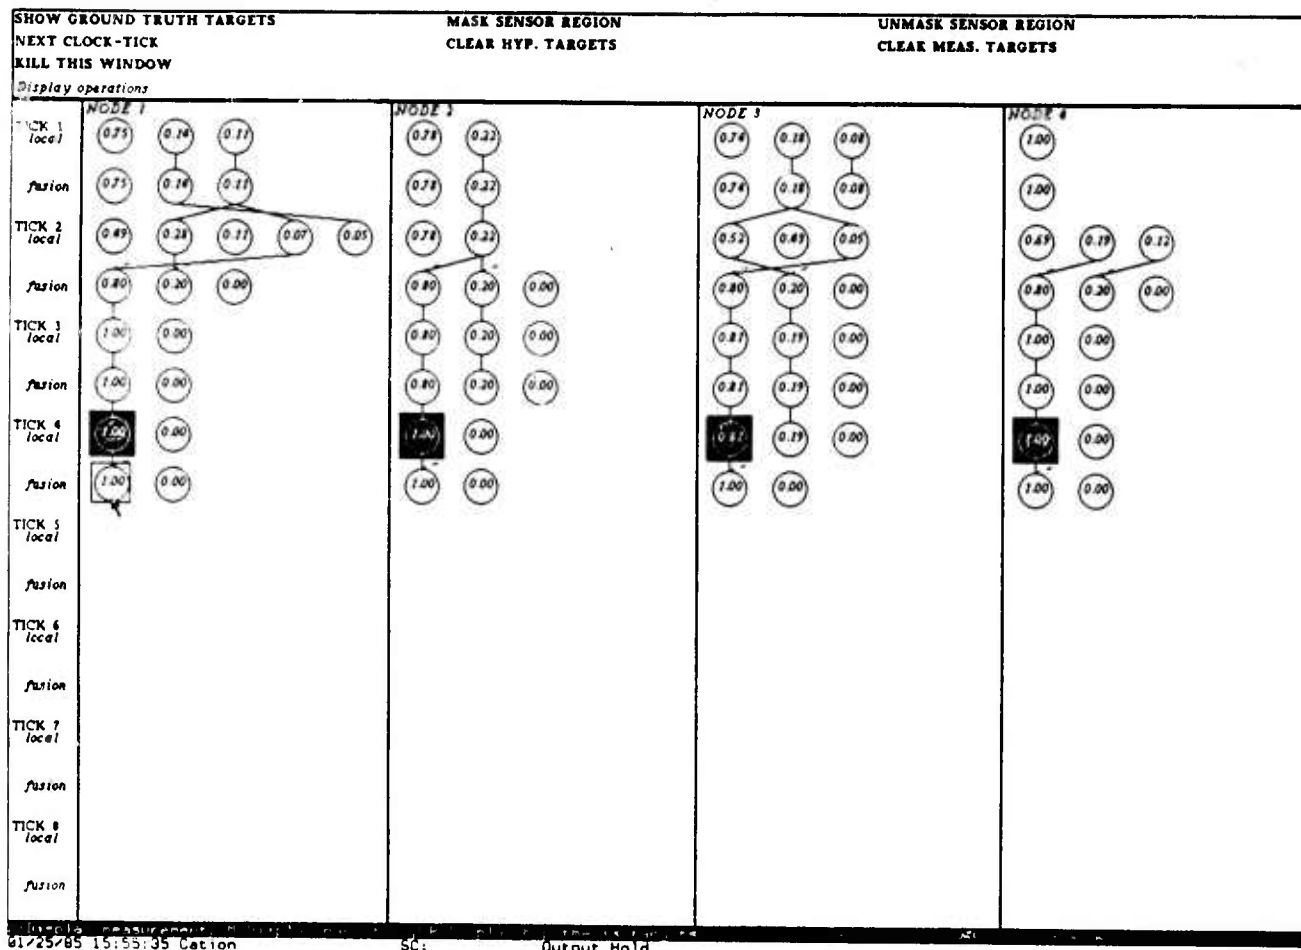 SHOW GROUND TRUTH TARGETS MASK SENSOR REGION UNMASK SENSOR REGION
NEXT CLOCK-TICK CLEAR HYP. TARGETS CLEAR MEAS. TARGETS
KILL THIS WINDOW
Display operations
NODE 1 NODE 2 NODE 3 NODE 4
TICK 1
local 0.75 0.14 0.11 0.78 0.22 0.74 0.18 0.08 1.00
fusion 0.75 0.14 0.11 0.78 0.22 0.74 0.18 0.08 1.00
TICK 2
local 0.49 0.28 0.11 0.07 0.05 0.78 0.22 0.52 0.49 0.05 0.69 0.19 0.12
fusion 0.80 0.20 0.00 0.80 0.20 0.00 0.80 0.20 0.00 0.80 0.20 0.00
TICK 3
local 1.00 0.00 0.80 0.20 0.00 0.81 0.19 0.00 1.00 0.00
fusion 1.00 0.00 0.80 0.20 0.00 0.81 0.19 0.00 1.00 0.00
TICK 4
local 1.00 0.00 1.00 0.00 0.81 0.19 0.00 1.00 0.00
fusion 1.00 0.00 1.00 0.00 1.00 0.00 1.00 0.00
TICK 5
local
fusion
TICK 6
local
fusion
TICK 7
local
fusion
TICK 8
local
fusion
01/25/85 15:55:35 Cation SC: Output Hold